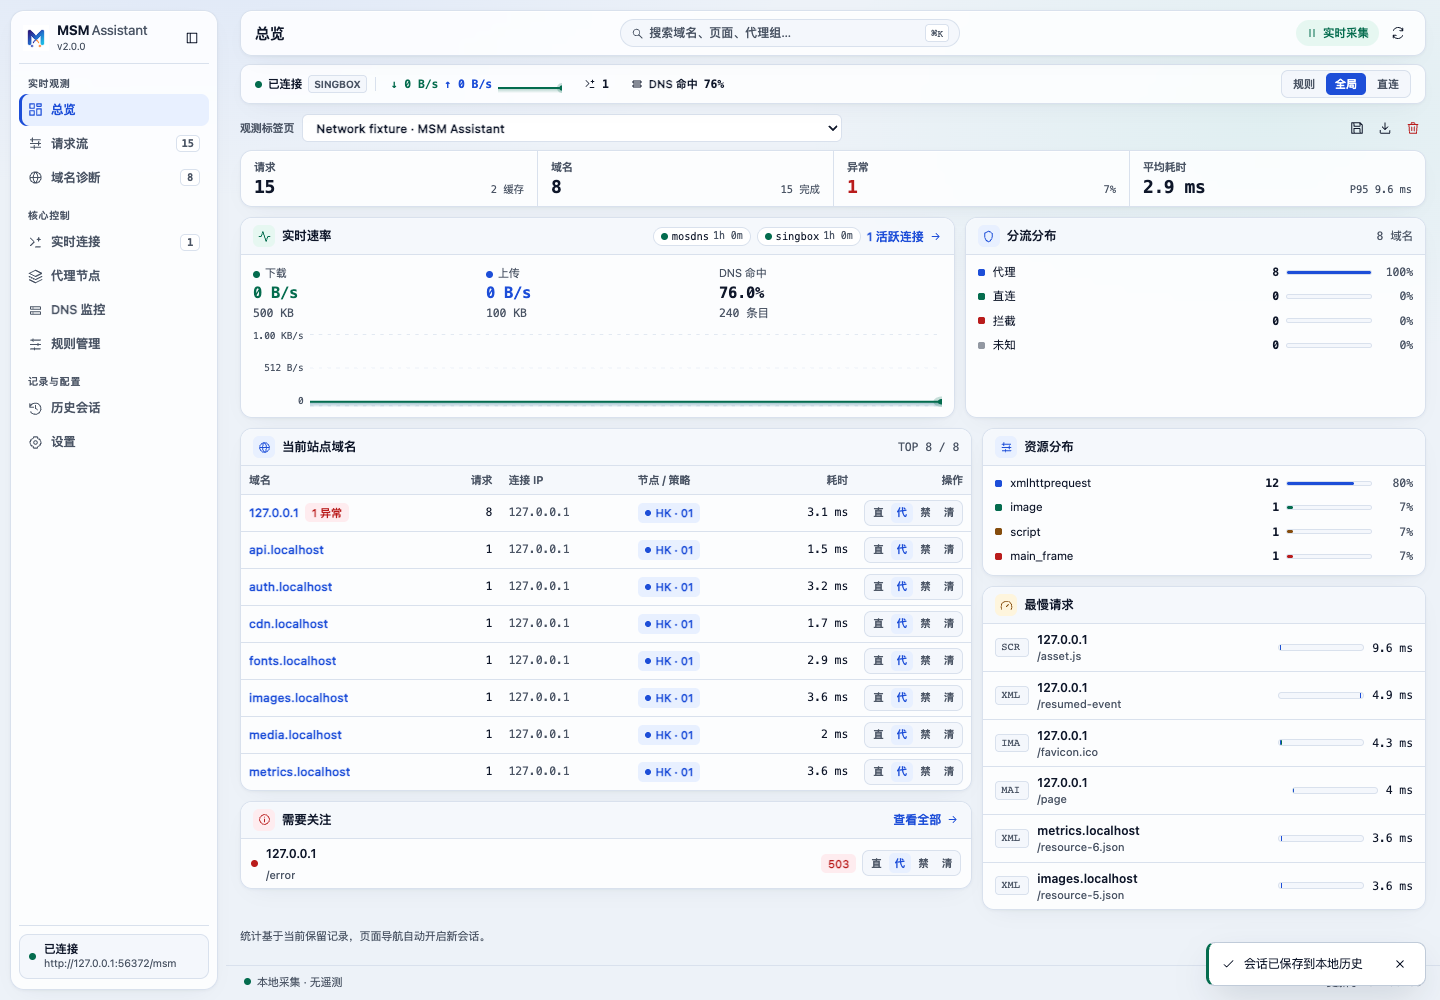 MSM Assistant
v2.0.0
实时观测
总览
请求流 15
域名诊断 8
核心控制
实时连接 1
代理节点
DNS 监控
规则管理
记录与配置
历史会话
设置
已连接
http://127.0.0.1:56372/msm
总览
搜索域名、页面、代理组... ⌘K
实时采集
已连接 SINGBOX ↓ 0 B/s ↑ 0 B/s 1 DNS 命中 76%
规则 全局 直连
观测标签页 Network fixture · MSM Assistant
请求
15 2 缓存
域名
8 15 完成
异常
1 7%
平均耗时
2.9 ms P95 9.6 ms
实时速率 mosdns 1h 0m singbox 1h 0m 1 活跃连接 →
下载 上传 DNS 命中
0 B/s 0 B/s 76.0%
500 KB 100 KB 240 条目
1.00 KB/s
512 B/s
0
分流分布 8 域名
代理 8 100%
直连 0 0%
拦截 0 0%
未知 0 0%
当前站点域名 TOP 8 / 8
域名 请求 连接 IP 节点 / 策略 耗时 操作
127.0.0.1 1 异常 8 127.0.0.1 HK · 01 3.1 ms 直 代 禁 清
api.localhost 1 127.0.0.1 HK · 01 1.5 ms 直 代 禁 清
auth.localhost 1 127.0.0.1 HK · 01 3.2 ms 直 代 禁 清
cdn.localhost 1 127.0.0.1 HK · 01 1.7 ms 直 代 禁 清
fonts.localhost 1 127.0.0.1 HK · 01 2.9 ms 直 代 禁 清
images.localhost 1 127.0.0.1 HK · 01 3.6 ms 直 代 禁 清
media.localhost 1 127.0.0.1 HK · 01 2 ms 直 代 禁 清
metrics.localhost 1 127.0.0.1 HK · 01 3.6 ms 直 代 禁 清
需要关注 查看全部 →
127.0.0.1
/error
503 直 代 禁 清
资源分布
xmlhttprequest 12 80%
image 1 7%
script 1 7%
main_frame 1 7%
最慢请求
SCR 127.0.0.1
/asset.js
9.6 ms
XML 127.0.0.1
/resumed-event
4.9 ms
IMA 127.0.0.1
/favicon.ico
4.3 ms
MAI 127.0.0.1
/page
4 ms
XML metrics.localhost
/resource-6.json
3.6 ms
XML images.localhost
/resource-5.json
3.6 ms
统计基于当前保留记录，页面导航自动开启新会话。
本地采集 · 无遥测
会话已保存到本地历史